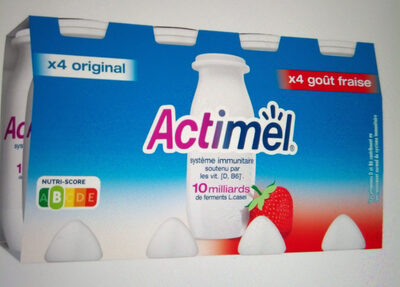 x4 original
x4 goût fraise
Actimel
système immunitaire
soutenu par
les vit. [D, B6]*.
10 milliards
de ferments L.casei
NUTRI-SCORE
A B C D E